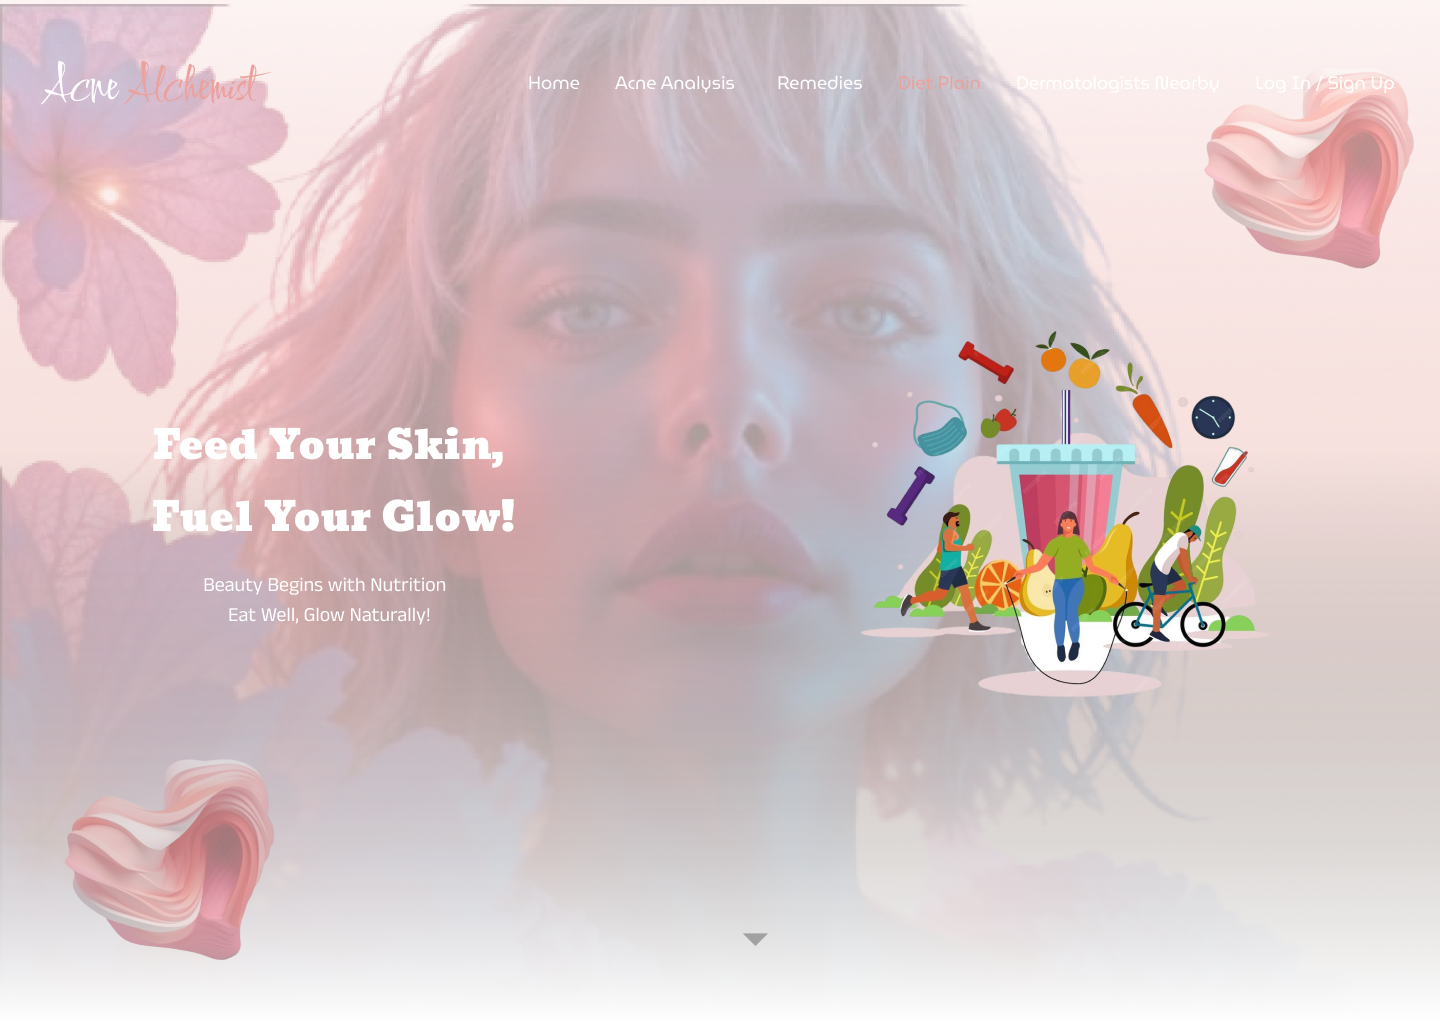 Acne Alchemist
Home Acne Analysis Remedies Diet Plain Dermatologists Nearby Log In / Sign Up
Feed Your Skin,
Fuel Your Glow!
Beauty Begins with Nutrition
Eat Well, Glow Naturally!